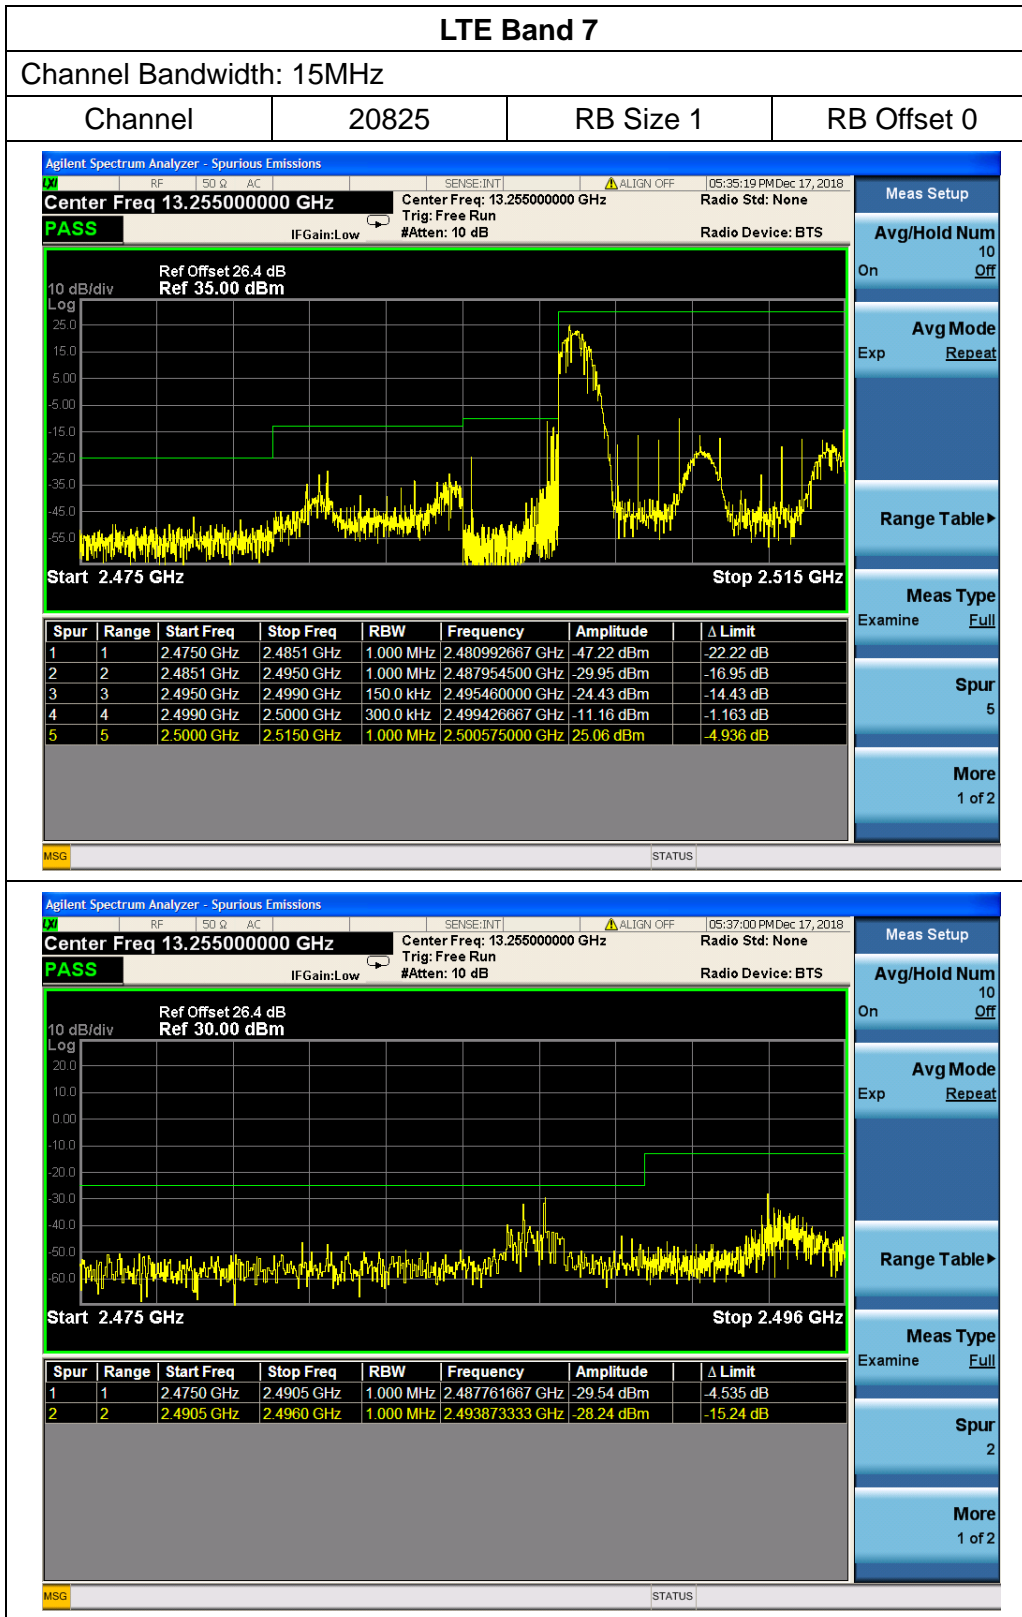 LTE Band 7
Channel Bandwidth: 15MHz
Channel 20825 RB Size 1 RB Offset 0
Agilent Spectrum Analyzer - Spurious Emissions
LXI RF 50 Ω AC SENSE:INT ALIGN OFF 05:35:19 PM Dec 17, 2018
Center Freq 13.255000000 GHz Center Freq: 13.255000000 GHz Radio Std: None
Trig: Free Run
PASS IFGain:Low #Atten: 10 dB Radio Device: BTS
Meas Setup
Ref Offset 26.4 dB
10 dB/div Ref 35.00 dBm
Log
25.0
15.0
5.00
-5.00
-15.0
-25.0
-35.0
-45.0
-55.0
Start 2.475 GHz Stop 2.515 GHz
Spur Range Start Freq Stop Freq RBW Frequency Amplitude Δ Limit
1 1 2.4750 GHz 2.4851 GHz 1.000 MHz 2.480992667 GHz -47.22 dBm -22.22 dB
2 2 2.4851 GHz 2.4950 GHz 1.000 MHz 2.487954500 GHz -29.95 dBm -16.95 dB
3 3 2.4950 GHz 2.4990 GHz 150.0 kHz 2.495460000 GHz -24.43 dBm -14.43 dB
4 4 2.4990 GHz 2.5000 GHz 300.0 kHz 2.499426667 GHz -11.16 dBm -1.163 dB
5 5 2.5000 GHz 2.5150 GHz 1.000 MHz 2.500575000 GHz 25.06 dBm -4.936 dB
Avg/Hold Num
10
On Off
Avg Mode
Exp Repeat
Range Table
Meas Type
Examine Full
Spur
5
More
1 of 2
MSG STATUS
Agilent Spectrum Analyzer - Spurious Emissions
LXI RF 50 Ω AC SENSE:INT ALIGN OFF 05:37:00 PM Dec 17, 2018
Center Freq 13.255000000 GHz Center Freq: 13.255000000 GHz Radio Std: None
Trig: Free Run
PASS IFGain:Low #Atten: 10 dB Radio Device: BTS
Meas Setup
Ref Offset 26.4 dB
10 dB/div Ref 30.00 dBm
Log
20.0
10.0
0.00
-10.0
-20.0
-30.0
-40.0
-50.0
-60.0
Start 2.475 GHz Stop 2.496 GHz
Spur Range Start Freq Stop Freq RBW Frequency Amplitude Δ Limit
1 1 2.4750 GHz 2.4905 GHz 1.000 MHz 2.487761667 GHz -29.54 dBm -4.535 dB
2 2 2.4905 GHz 2.4960 GHz 1.000 MHz 2.493873333 GHz -28.24 dBm -15.24 dB
Avg/Hold Num
10
On Off
Avg Mode
Exp Repeat
Range Table
Meas Type
Examine Full
Spur
2
More
1 of 2
MSG STATUS